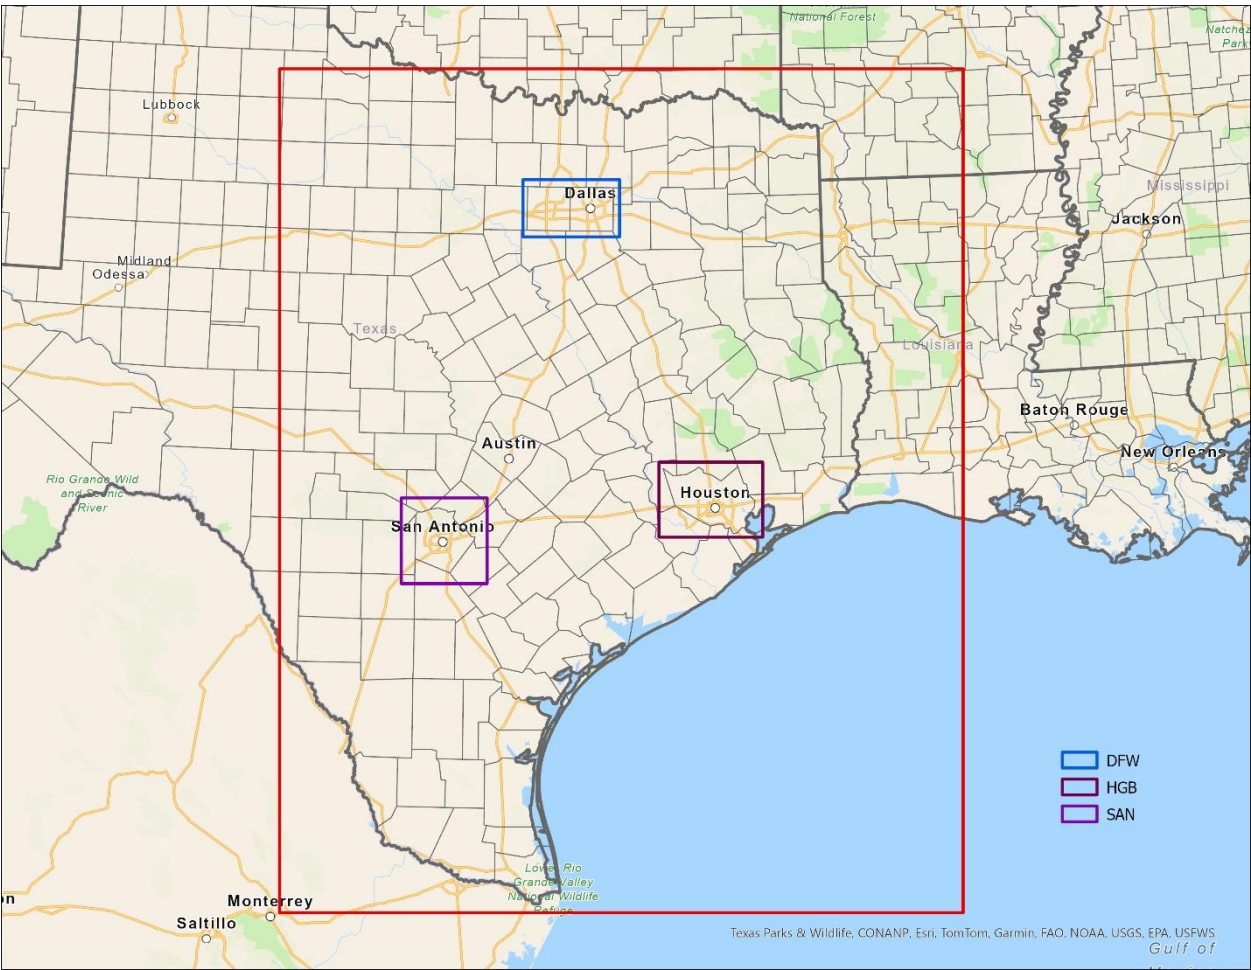 National Forest
Natchez
Park
Lubbock
Dallas
Mississippi
Jackson
Midland
Odessa
Texas
Louisiana
Baton Rouge
Austin
New Orleans
Rio Grande Wild
and Scenic
River
Houston
San Antonio
DFW
HGB
SAN
Lower Rio
Grande Valley
National Wildlife
Refuge
on
Monterrey
Saltillo
Texas Parks & Wildlife, CONANP, Esri, TomTom, Garmin, FAO, NOAA, USGS, EPA, USFWS
Gulf of